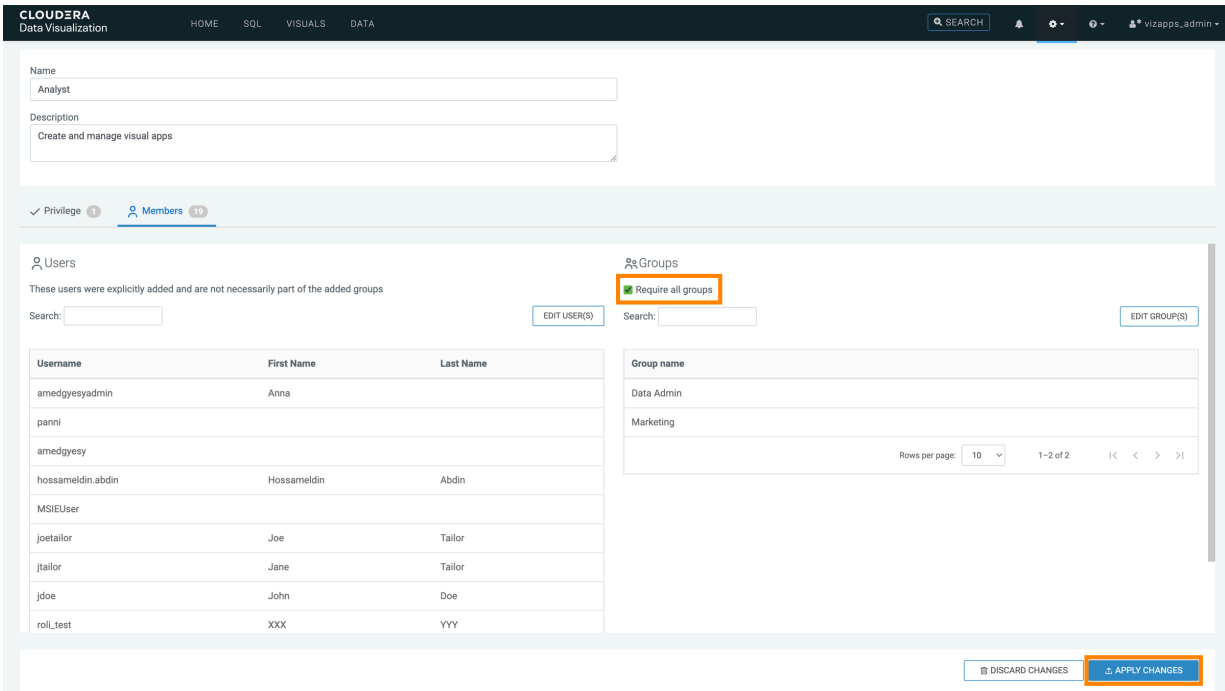 CLOUDERA
Data Visualization
HOME SQL VISUALS DATA
SEARCH
vizapps_admin
Name
Analyst
Description
Create and manage visual apps
Privilege 1
Members 19
Users
These users were explicitly added and are not necessarily part of the added groups
Search:
EDIT USER(S)
Username First Name Last Name
amedgyesyadmin Anna
panni
amedgyesy
hossameldin.abdin Hossameldin Abdin
MSIEUser
joetailor Joe Tailor
jtailor Jane Tailor
jdoe John Doe
roli_test XXX YYY
Groups
Require all groups
Search:
EDIT GROUP(S)
Group name
Data Admin
Marketing
Rows per page: 10 1–2 of 2
DISCARD CHANGES
APPLY CHANGES